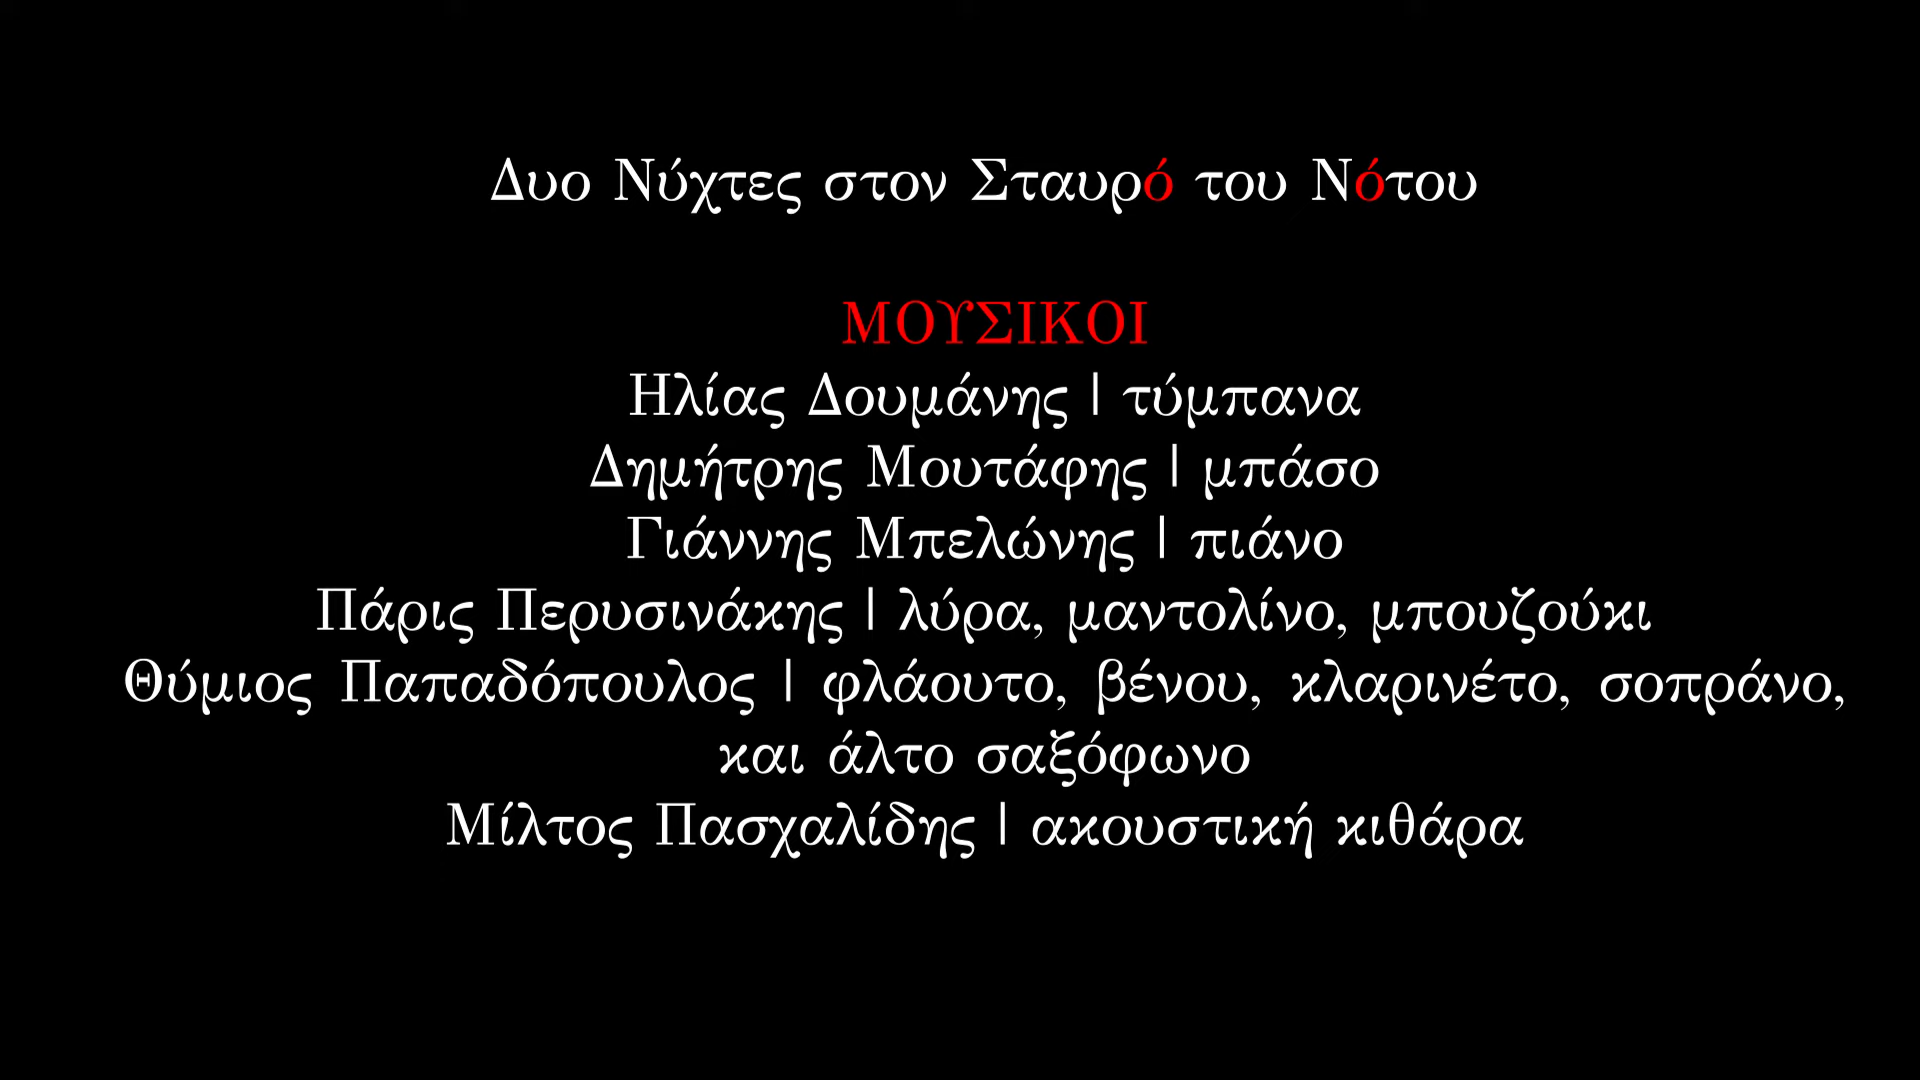 Δυο Νύχτες στον Σταυρό του Νότου
ΜΟΥΣΙΚΟΙ
Ηλίας Δουμάνης | τύμπανα
Δημήτρης Μουτάφης | μπάσο
Γιάννης Μπελώνης | πιάνο
Πάρις Περυσινάκης | λύρα, μαντολίνο, μπουζούκι
Θύμιος Παπαδόπουλος | φλάουτο, βένου, κλαρινέτο, σοπράνο,
και άλτο σαξόφωνο
Μίλτος Πασχαλίδης | ακουστική κιθάρα